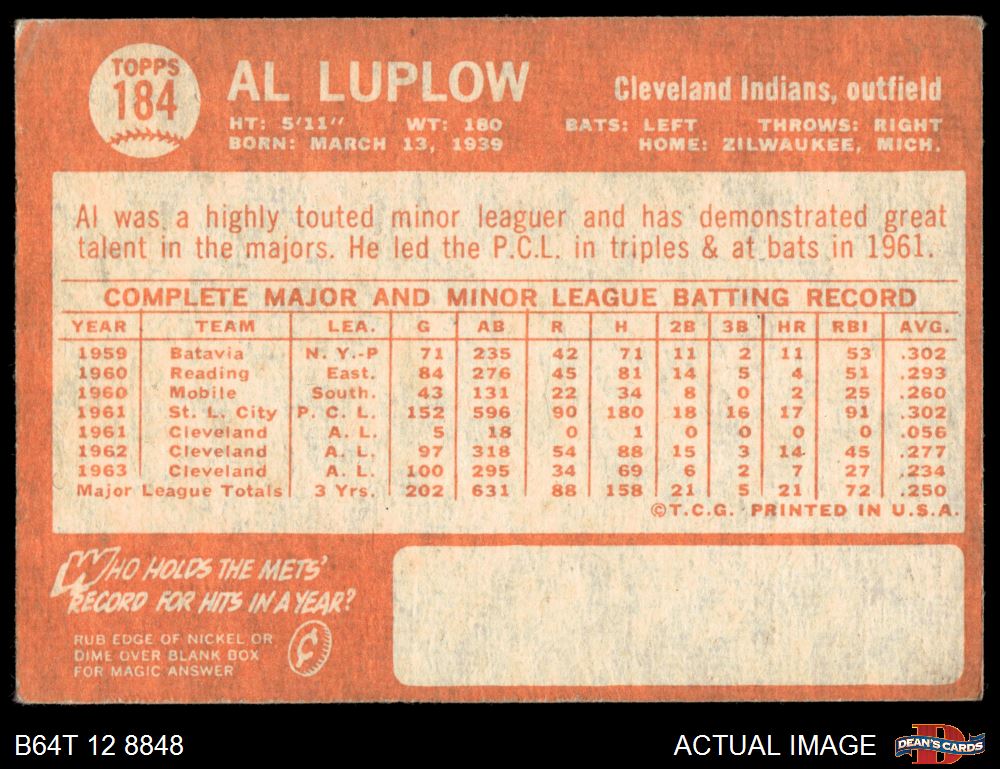 TOPPS
184
AL LUPLOW
Cleveland Indians, outfield
HT: 5'11" WT: 180 BATS: LEFT THROWS: RIGHT
BORN: MARCH 13, 1939 HOME: ZILWAUKEE, MICH.
Al was a highly touted minor leaguer and has demonstrated great
talent in the majors. He led the P.C.L. in triples & at bats in 1961.
COMPLETE MAJOR AND MINOR LEAGUE BATTING RECORD
YEAR TEAM LEA. G AB R H 2B 3B HR RBI AVG.
1959 Batavia N. Y.-P 71 235 42 71 11 2 11 53 .302
1960 Reading East. 84 276 45 81 14 5 4 51 .293
1960 Mobile South. 43 131 22 34 8 0 2 25 .260
1961 St. L. City P. C. L. 152 596 90 180 18 16 17 91 .302
1961 Cleveland A. L. 5 18 0 1 0 0 0 0 .056
1962 Cleveland A. L. 97 318 54 88 15 3 14 45 .277
1963 Cleveland A. L. 100 295 34 69 6 2 7 27 .234
Major League Totals 3 Yrs. 202 631 88 158 21 5 21 72 .250
©T.C.G. PRINTED IN U.S.A.
WHO HOLDS THE METS'
RECORD FOR HITS IN A YEAR?
RUB EDGE OF NICKEL OR
DIME OVER BLANK BOX
FOR MAGIC ANSWER
¢
B64T 12 8848
ACTUAL IMAGE
D
DEAN'S CARDS